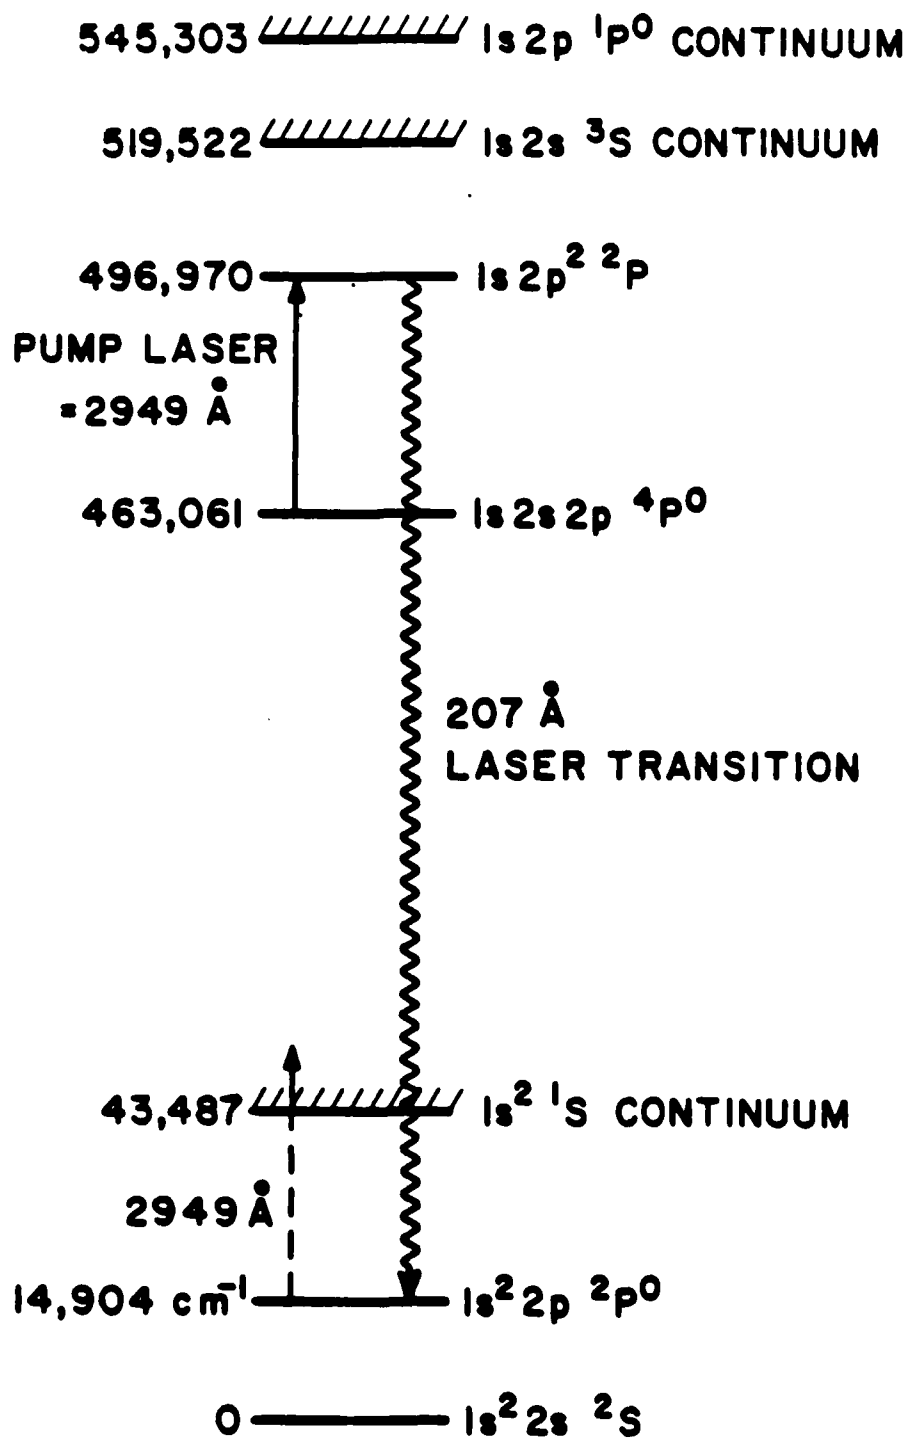 545,303 1s2p ¹P⁰ CONTINUUM
519,522 1s2s ³S CONTINUUM
496,970 1s2p² ²P
PUMP LASER
=2949 Å
463,061 1s2s2p ⁴P⁰
207 Å
LASER TRANSITION
43,487 1s² ¹S CONTINUUM
2949 Å
14,904 cm⁻¹ 1s²2p ²P⁰
0 1s²2s ²S